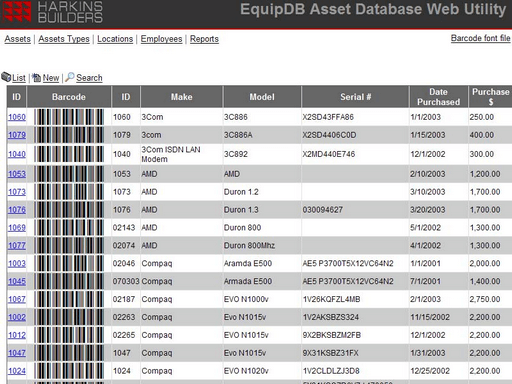 HARKINS BUILDERS EquipDB Asset Database Web Utility
Assets | Assets Types | Locations | Employees | Reports Barcode font file
List | New | Search
ID Barcode ID Make Model Serial # Date Purchased Purchase $
1060 1060 3Com 3C886 X2SD43FFA86 1/1/2003 250.00
1079 1079 3com 3C886A X2SD4406C0D 1/15/2003 400.00
1040 1040 3Com ISDN LAN Modem 3C892 X2MD440E746 12/1/2002 300.00
1053 1053 AMD AMD 2/10/2003 1,200.00
1073 1073 AMD Duron 1.2 3/10/2003 1,700.00
1076 1076 AMD Duron 1.3 030094627 3/20/2003 1,700.00
1069 02143 AMD Duron 800 5/1/2002 1,300.00
1077 02074 AMD Duron 800Mhz 4/1/2002 1,300.00
1003 02046 Compaq Aramda E500 AE5 P3700T5X12VC64N2 1/1/2001 2,000.00
1045 070303 Compaq Armada E500 AE5 P3700T5X12VC64N2 7/1/2001 1,400.00
1067 02187 Compaq EVO N1000v 1V26KQFZL4MB 2/1/2003 2,750.00
1002 02263 Compaq Evo N1015v 1V2AKSBZS324 11/15/2002 2,200.00
1012 02265 Compaq EVO N1015v 9X2BKSBZM2FB 12/1/2002 2,200.00
1047 1047 Compaq Evo N1015v 9X31KSBZ31FX 1/31/2003 2,200.00
1024 1024 Compaq EVO N1020v 1V2CLDLZJ3D8 12/25/2002 2,200.00